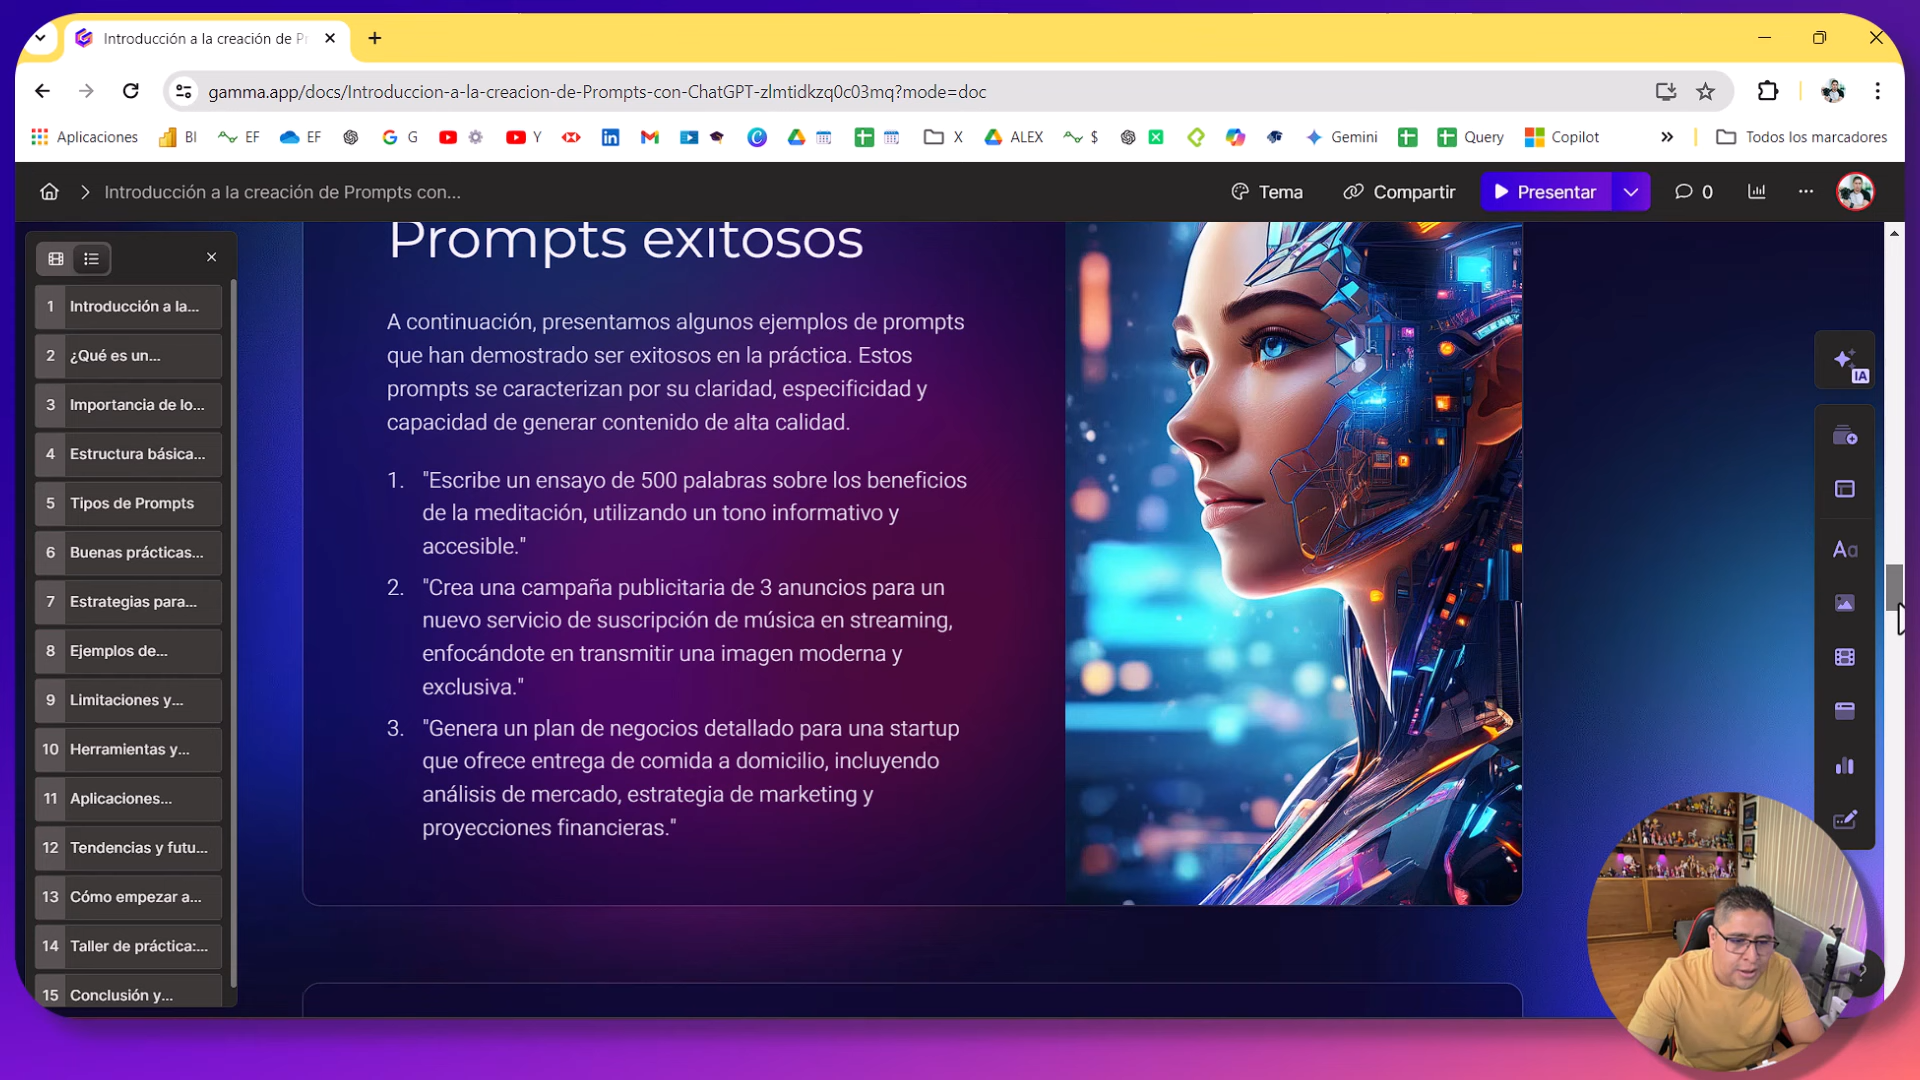 Introducción a la creación de Pr
gamma.app/docs/Introduccion-a-la-creacion-de-Prompts-con-ChatGPT-zlmtidkzq0c03mq?mode=doc
Aplicaciones
BI
EF
EF
G
Y
X
ALEX
$
Gemini
Query
Copilot
»
Todos los marcadores
Introducción a la creación de Prompts con...
Tema
Compartir
Presentar
0
1 Introducción a la...
2 ¿Qué es un...
3 Importancia de lo...
4 Estructura básica...
5 Tipos de Prompts
6 Buenas prácticas...
7 Estrategias para...
8 Ejemplos de...
9 Limitaciones y...
10 Herramientas y...
11 Aplicaciones...
12 Tendencias y futu...
13 Cómo empezar a...
14 Taller de práctica:...
15 Conclusión y...
Prompts exitosos
A continuación, presentamos algunos ejemplos de prompts
que han demostrado ser exitosos en la práctica. Estos
prompts se caracterizan por su claridad, especificidad y
capacidad de generar contenido de alta calidad.
1. "Escribe un ensayo de 500 palabras sobre los beneficios
de la meditación, utilizando un tono informativo y
accesible."
2. "Crea una campaña publicitaria de 3 anuncios para un
nuevo servicio de suscripción de música en streaming,
enfocándote en transmitir una imagen moderna y
exclusiva."
3. "Genera un plan de negocios detallado para una startup
que ofrece entrega de comida a domicilio, incluyendo
análisis de mercado, estrategia de marketing y
proyecciones financieras."
IA
Aa
?